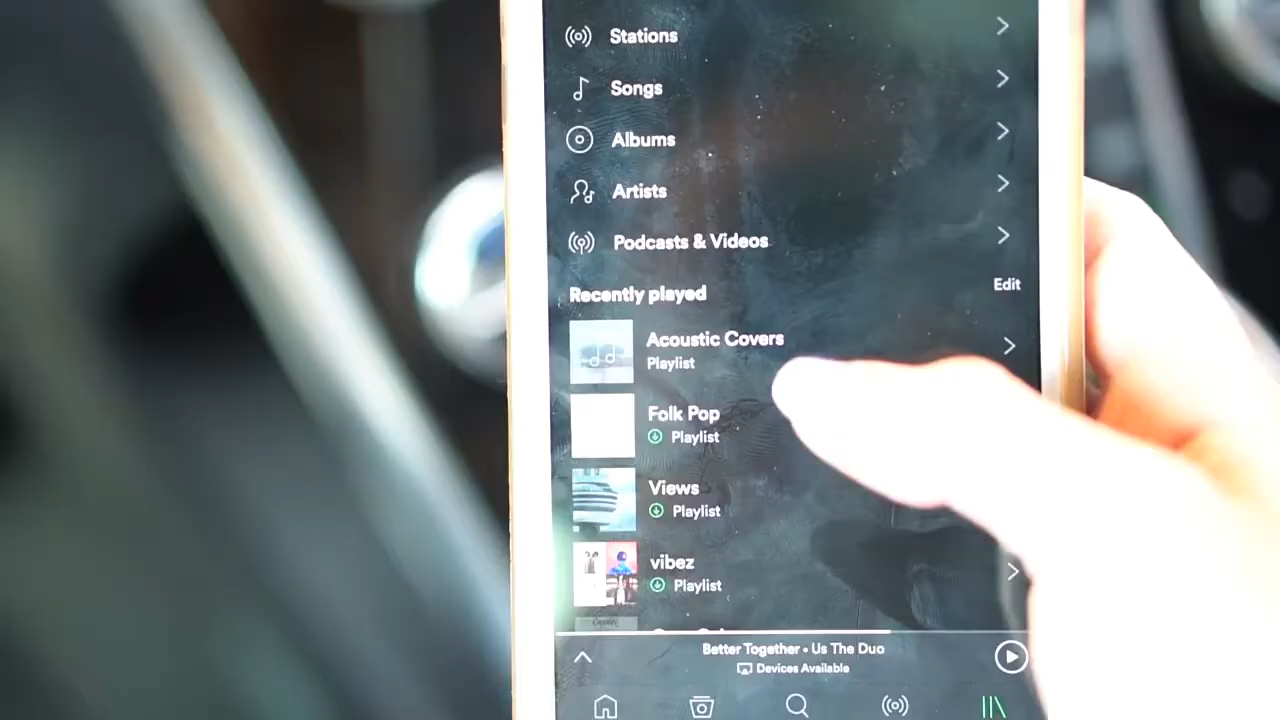 Stations
Songs
Albums
Artists
Podcasts & Videos
Recently played
Edit
Acoustic Covers
Playlist
Folk Pop
Playlist
Views
Playlist
vibez
Playlist
Better Together • Us The Duo
Devices Available